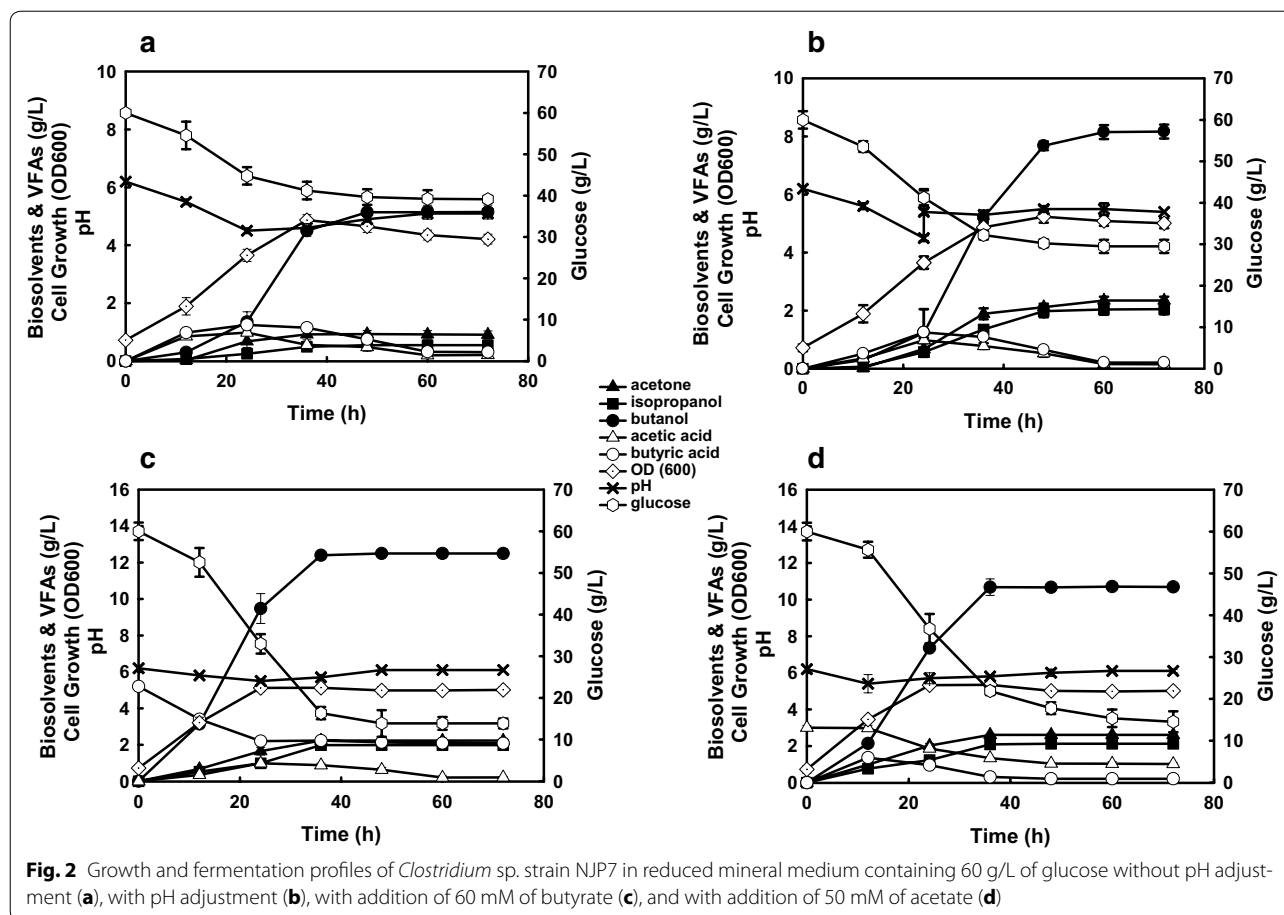 a
10
8
6
4
2
0
70
60
50
40
30
20
10
0
0 20 40 60 80
Biosolvents & VFAs (g/L)
Cell Growth (OD600)
pH
Glucose (g/L)
Time (h)
b
10
8
6
4
2
0
70
60
50
40
30
20
10
0
0 20 40 60 80
Biosolvents & VFAs (g/L)
Cell Growth (OD600)
pH
Glucose (g/L)
Time (h)
acetone
isopropanol
butanol
acetic acid
butyric acid
OD (600)
pH
glucose
c
16
14
12
10
8
6
4
2
0
70
60
50
40
30
20
10
0
0 20 40 60 80
Biosolvents & VFAs (g/L)
Cell Growth (OD600)
pH
Glucose (g/L)
Time (h)
d
16
14
12
10
8
6
4
2
0
70
60
50
40
30
20
10
0
0 20 40 60 80
Biosolvents & VFAs (g/L)
Cell Growth (OD600)
pH
Glucose (g/L)
Time (h)
Fig. 2 Growth and fermentation profiles of Clostridium sp. strain NJP7 in reduced mineral medium containing 60 g/L of glucose without pH adjust-
ment (a), with pH adjustment (b), with addition of 60 mM of butyrate (c), and with addition of 50 mM of acetate (d)